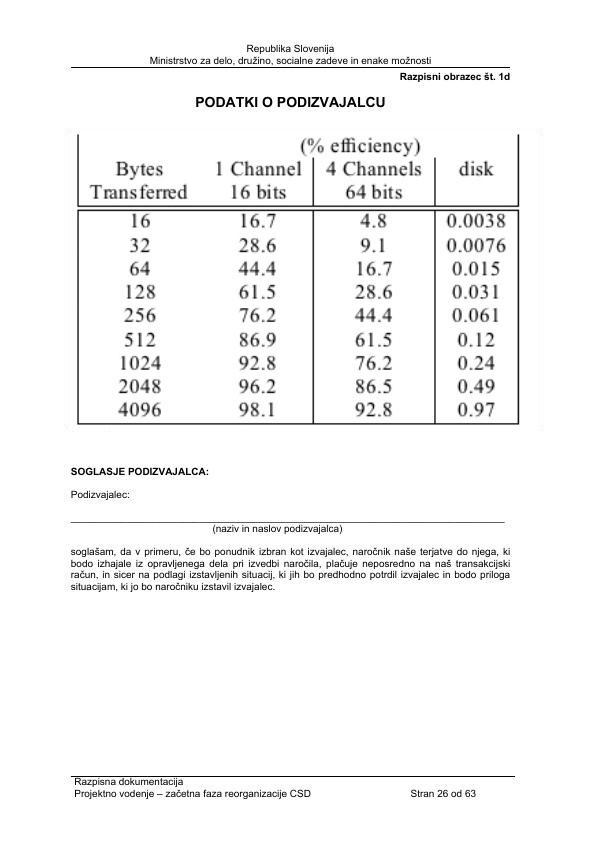 Republika Slovenija
Ministrstvo za delo, družino, socialne zadeve in enake možnosti
Razpisni obrazec št. 1d
PODATKI O PODIZVAJALCU
(% efficiency)
Bytes 1 Channel 4 Channels disk
Transferred 16 bits 64 bits
16 16.7 4.8 0.0038
32 28.6 9.1 0.0076
64 44.4 16.7 0.015
128 61.5 28.6 0.031
256 76.2 44.4 0.061
512 86.9 61.5 0.12
1024 92.8 76.2 0.24
2048 96.2 86.5 0.49
4096 98.1 92.8 0.97
SOGLASJE PODIZVAJALCA:
Podizvajalec:
(naziv in naslov podizvajalca)
soglašam, da v primeru, če bo ponudnik izbran kot izvajalec, naročnik naše terjatve do njega, ki
bodo izhajale iz opravljenega dela pri izvedbi naročila, plačuje neposredno na naš transakcijski
račun, in sicer na podlagi izstavljenih situacij, ki jih bo predhodno potrdil izvajalec in bodo priloga
situacijam, ki jo bo naročniku izstavil izvajalec.
Razpisna dokumentacija
Projektno vodenje – začetna faza reorganizacije CSD Stran 26 od 63